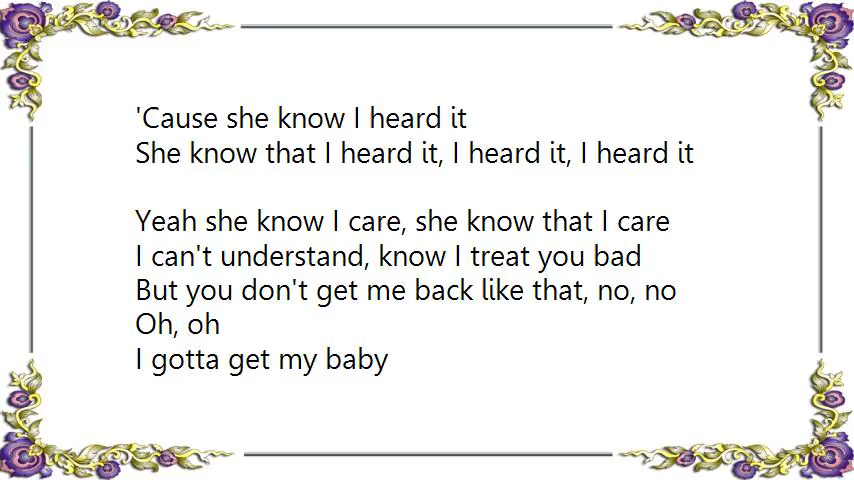 'Cause she know I heard it
She know that I heard it, I heard it, I heard it
Yeah she know I care, she know that I care
I can't understand, know I treat you bad
But you don't get me back like that, no, no
Oh, oh
I gotta get my baby